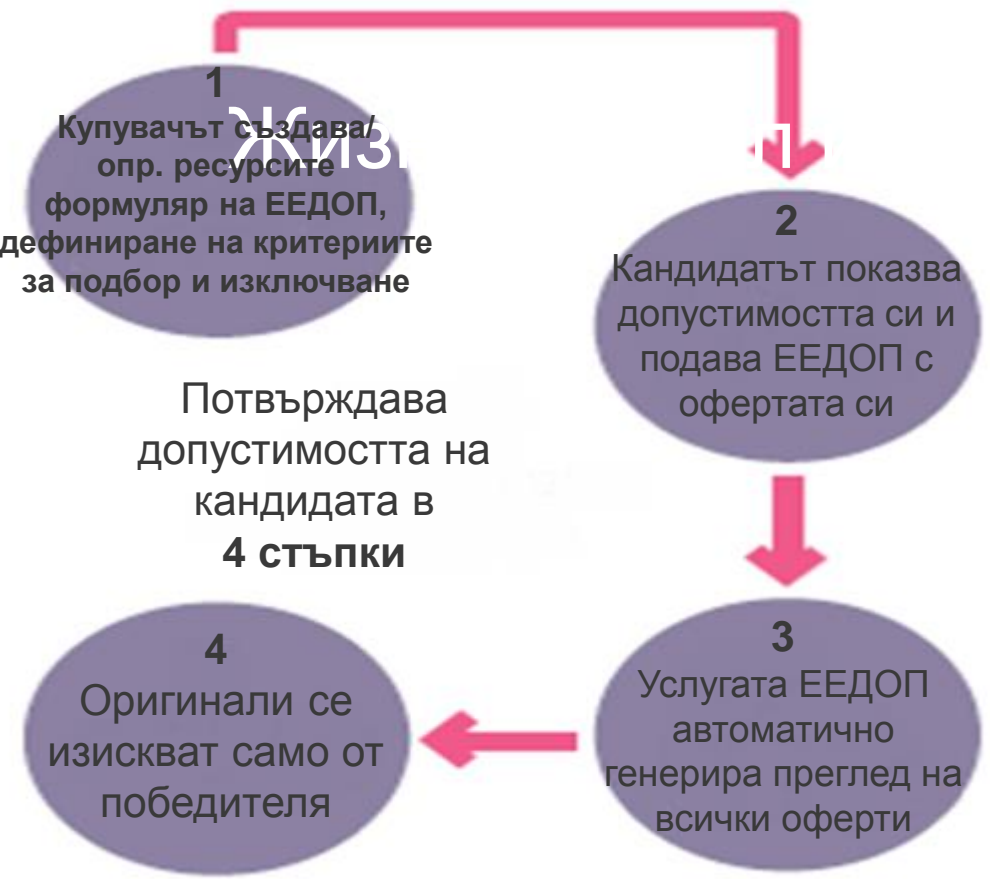 1
Купувачът създава/
опр. ресурсите
формуляр на ЕЕДОП,
дефиниране на критериите
за подбор и изключване
2
Кандидатът показва
допустимостта си и
подава ЕЕДОП с
офертата си
Потвърждава
допустимостта на
кандидата в
4 стъпки
3
Услугата ЕЕДОП
автоматично
генерира преглед на
всички оферти
4
Оригинали се
изискват само от
победителя